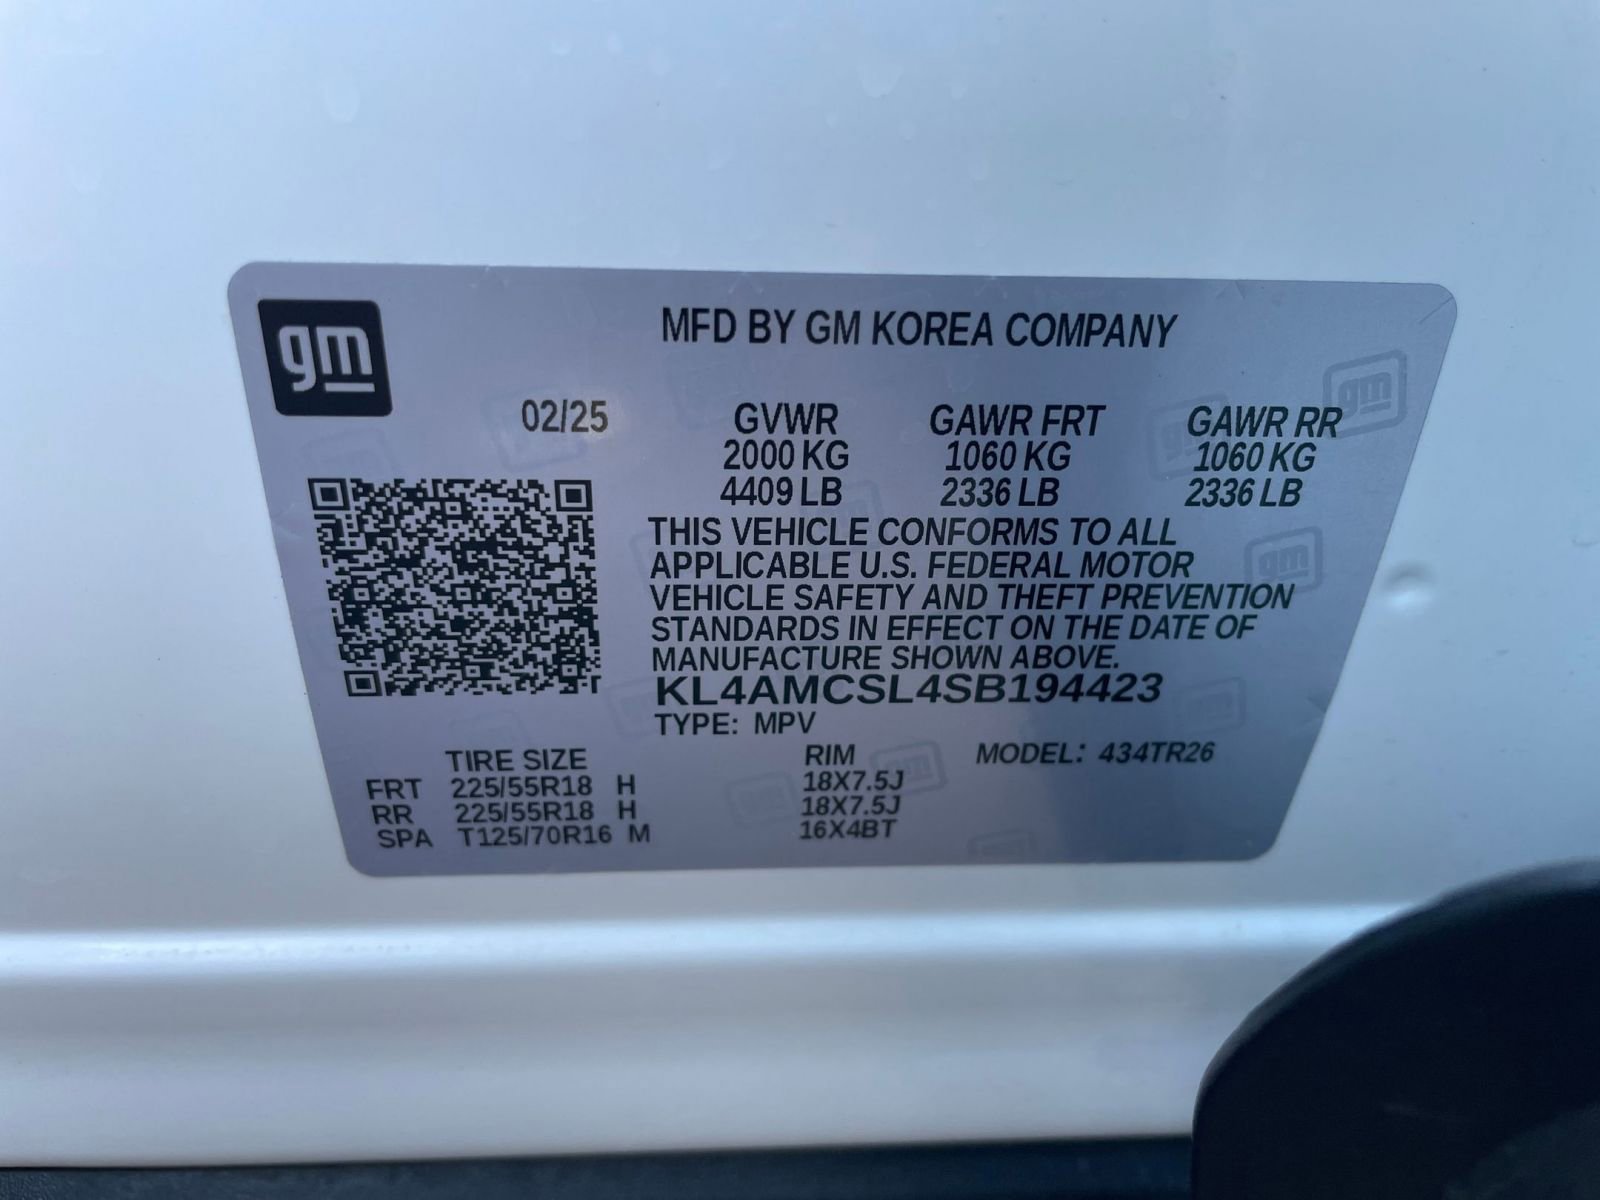 gm
MFD BY GM KOREA COMPANY
02/25 GVWR GAWR FRT GAWR RR
2000 KG 1060 KG 1060 KG
4409 LB 2336 LB 2336 LB
THIS VEHICLE CONFORMS TO ALL
APPLICABLE U.S. FEDERAL MOTOR
VEHICLE SAFETY AND THEFT PREVENTION
STANDARDS IN EFFECT ON THE DATE OF
MANUFACTURE SHOWN ABOVE.
KL4AMCSL4SB194423
TYPE: MPV
TIRE SIZE RIM MODEL: 434TR26
FRT 225/55R18 H 18X7.5J
RR 225/55R18 H 18X7.5J
SPA T125/70R16 M 16X4BT